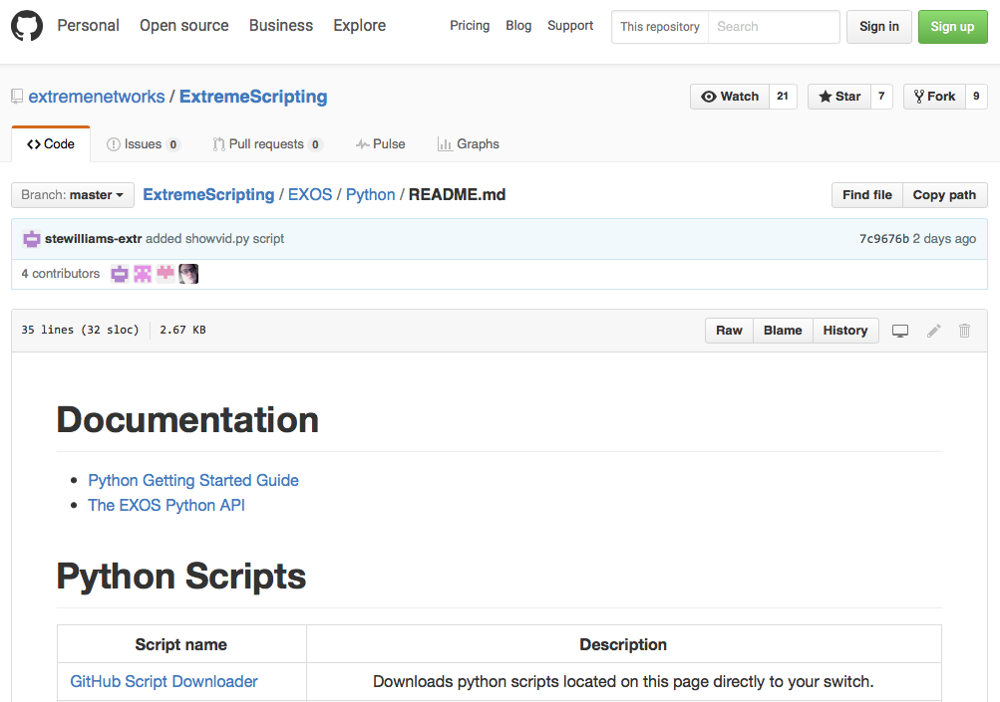 Personal Open source Business Explore Pricing Blog Support This repository Search Sign in Sign up
extremenetworks / ExtremeScripting Watch 21 Star 7 Fork 9
Code Issues 0 Pull requests 0 Pulse Graphs
Branch: master ExtremeScripting / EXOS / Python / README.md Find file Copy path
stewilliams-extr added showvid.py script 7c9676b 2 days ago
4 contributors
35 lines (32 sloc) 2.67 KB Raw Blame History
Documentation
Python Getting Started Guide
The EXOS Python API
Python Scripts
Script name Description
GitHub Script Downloader Downloads python scripts located on this page directly to your switch.